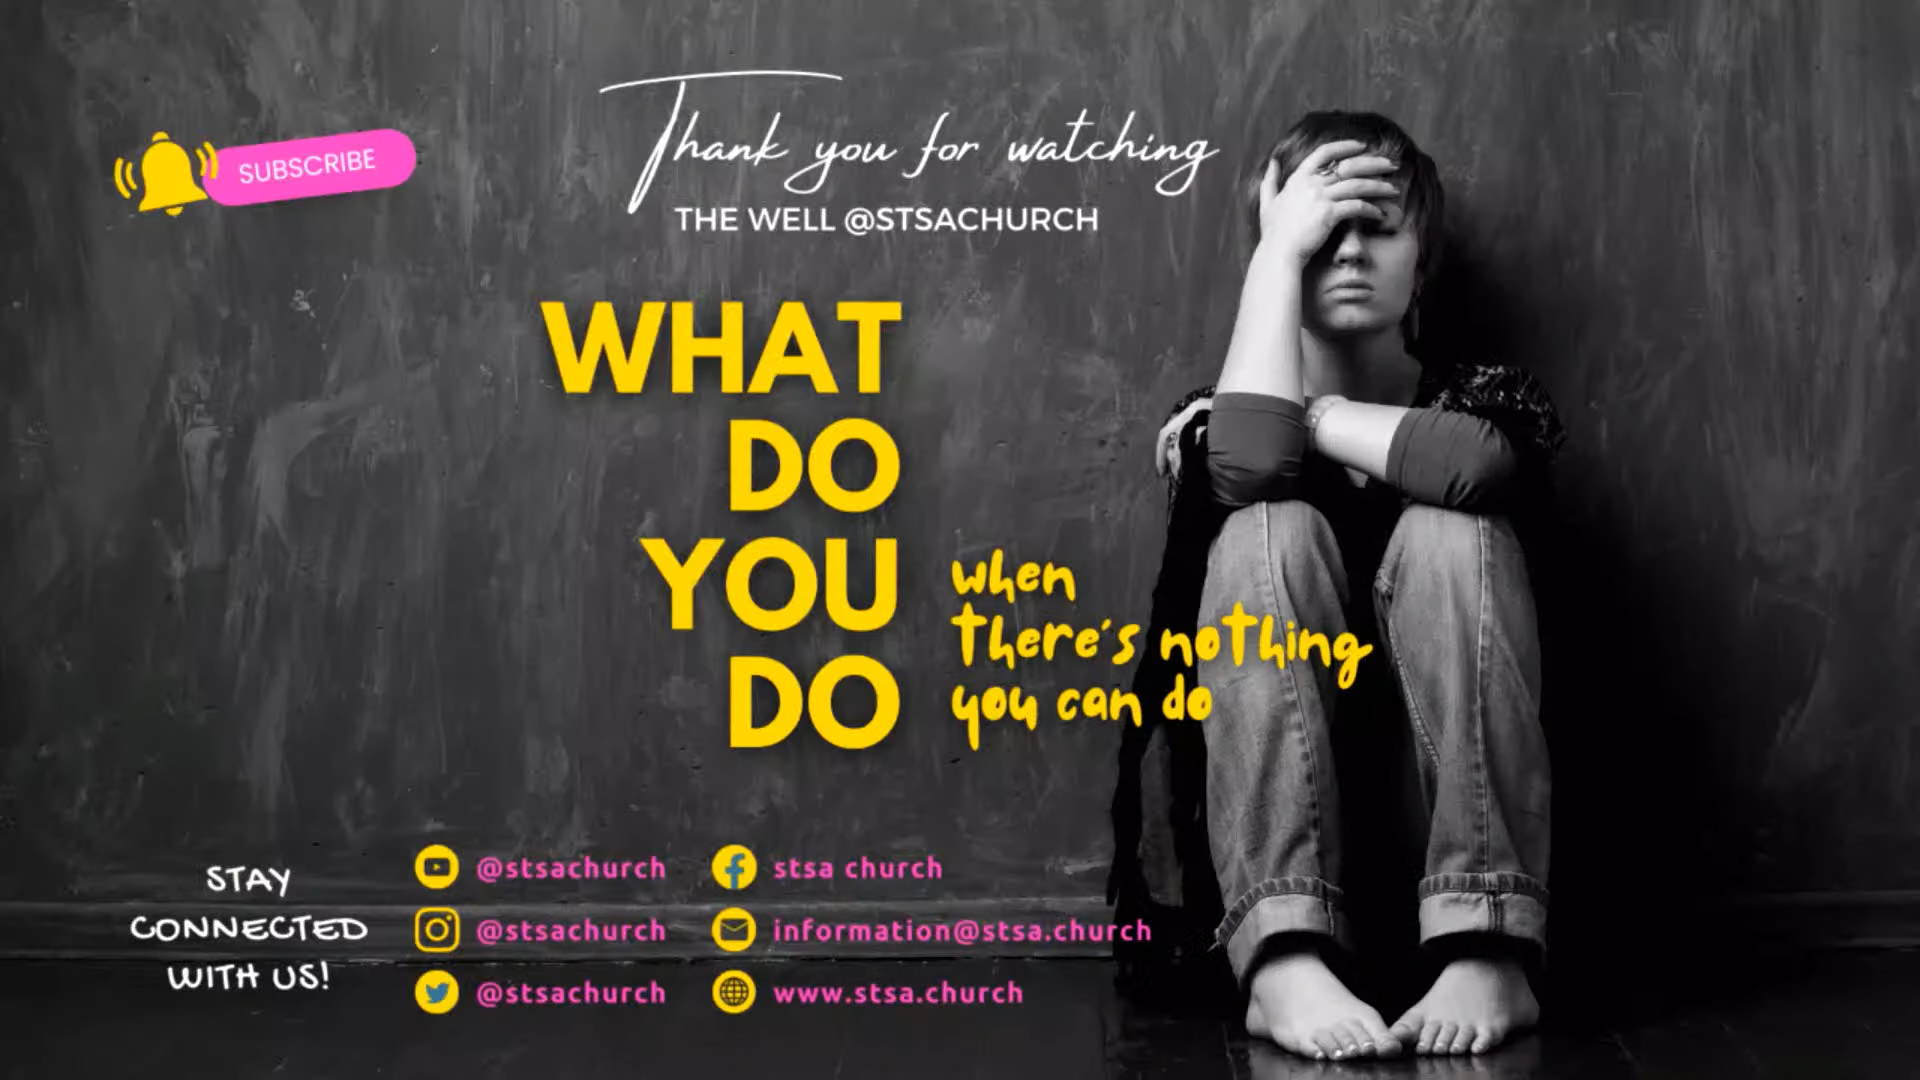 Thank you for watching
THE WELL @STSACHURCH
SUBSCRIBE
WHAT
DO
YOU
DO
when
there's nothing
you can do
STAY
CONNECTED
WITH US!
@stsachurch
@stsachurch
@stsachurch
stsa church
information@stsa.church
www.stsa.church